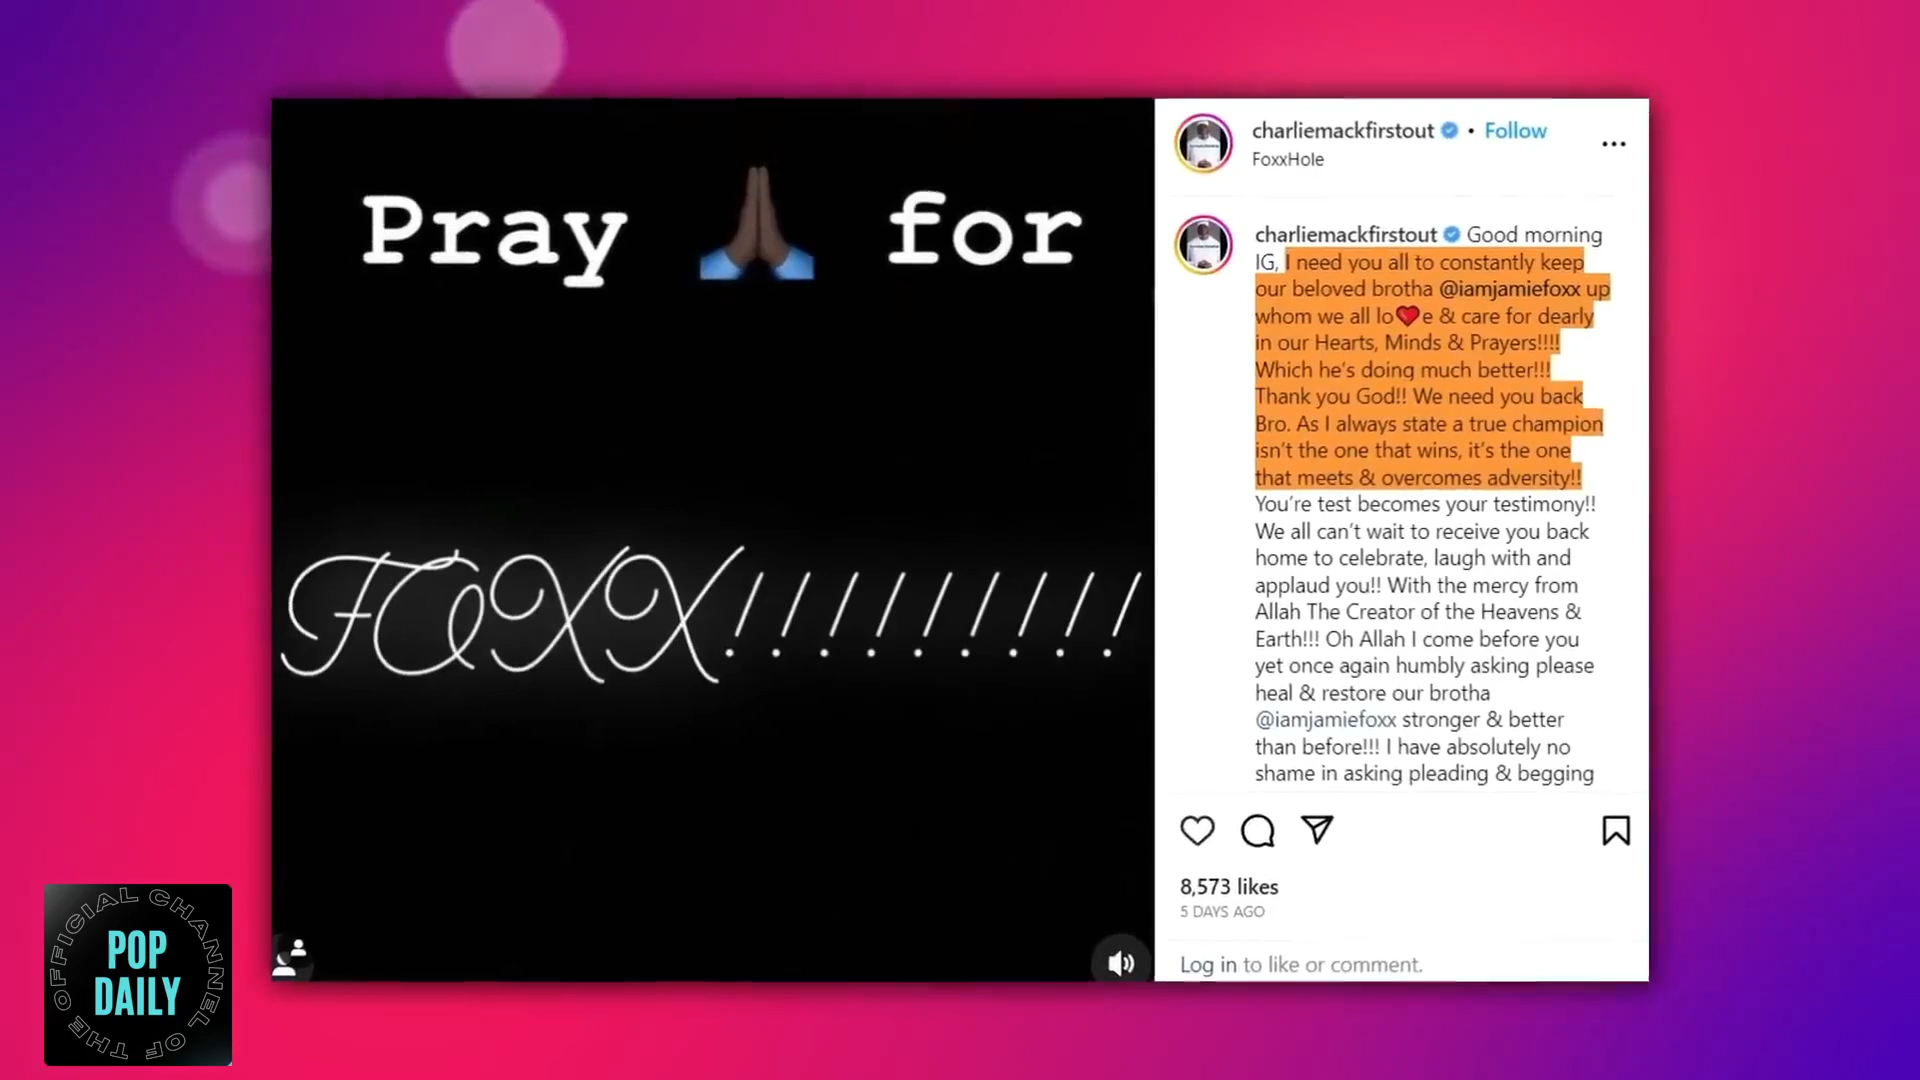 Pray 🙏🏿 for
FOXX!!!!!!!!!
charliemackfirstout • Follow
FoxxHole
charliemackfirstout Good morning
IG, I need you all to constantly keep
our beloved brotha @iamjamiefoxx up
whom we all lo❤️e & care for dearly
in our Hearts, Minds & Prayers!!!!
Which he's doing much better!!!
Thank you God!! We need you back
Bro. As I always state a true champion
isn't the one that wins, it's the one
that meets & overcomes adversity!!
You're test becomes your testimony!!
We all can't wait to receive you back
home to celebrate, laugh with and
applaud you!! With the mercy from
Allah The Creator of the Heavens &
Earth!!! Oh Allah I come before you
yet once again humbly asking please
heal & restore our brotha
@iamjamiefoxx stronger & better
than before!!! I have absolutely no
shame in asking pleading & begging
8,573 likes
5 DAYS AGO
Log in to like or comment.
OFFICIAL CHANNEL OF THE
POP
DAILY